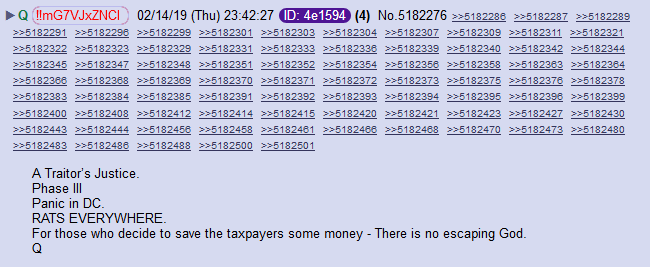 ▶ Q !!mG7VJxZNCI 02/14/19 (Thu) 23:42:27 ID: 4e1594 (4) No.5182276 >>5182286 >>5182287 >>5182289
>>5182291 >>5182296 >>5182299 >>5182301 >>5182303 >>5182304 >>5182307 >>5182309 >>5182311 >>5182321
>>5182322 >>5182323 >>5182329 >>5182331 >>5182333 >>5182336 >>5182339 >>5182340 >>5182342 >>5182344
>>5182345 >>5182347 >>5182348 >>5182351 >>5182352 >>5182354 >>5182356 >>5182358 >>5182363 >>5182364
>>5182366 >>5182368 >>5182369 >>5182370 >>5182371 >>5182372 >>5182373 >>5182375 >>5182376 >>5182378
>>5182383 >>5182384 >>5182385 >>5182391 >>5182392 >>5182393 >>5182394 >>5182395 >>5182396 >>5182399
>>5182400 >>5182408 >>5182412 >>5182414 >>5182415 >>5182420 >>5182421 >>5182423 >>5182427 >>5182430
>>5182443 >>5182444 >>5182456 >>5182458 >>5182461 >>5182466 >>5182468 >>5182470 >>5182473 >>5182480
>>5182483 >>5182486 >>5182488 >>5182500 >>5182501
A Traitor's Justice.
Phase III
Panic in DC.
RATS EVERYWHERE.
For those who decide to save the taxpayers some money - There is no escaping God.
Q